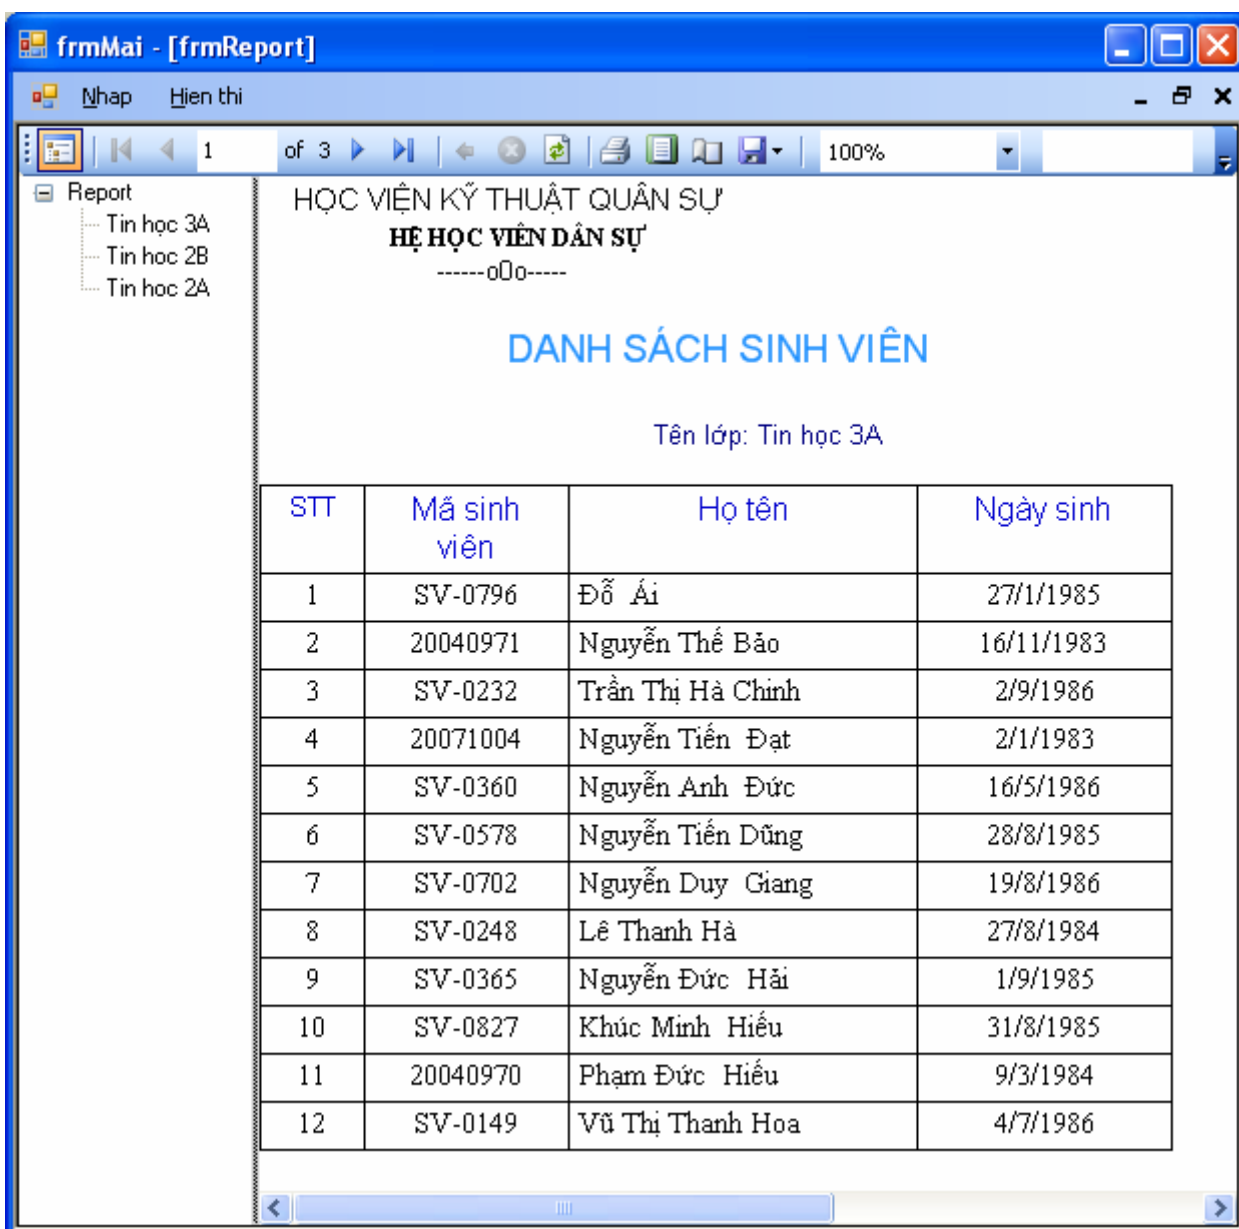 frmMai - [frmReport]
Nhap Hien thi
1 of 3 100%
Report
Tin học 3A
Tin hoc 2B
Tin hoc 2A
HỌC VIỆN KỸ THUẬT QUÂN SỰ
HỆ HỌC VIÊN DÂN SỰ
------o0o-----
DANH SÁCH SINH VIÊN
Tên lớp: Tin học 3A
STT Mã sinh viên Họ tên Ngày sinh
1 SV-0796 Đỗ Ái 27/1/1985
2 20040971 Nguyễn Thế Bảo 16/11/1983
3 SV-0232 Trần Thị Hà Chinh 2/9/1986
4 20071004 Nguyễn Tiến Đạt 2/1/1983
5 SV-0360 Nguyễn Anh Đức 16/5/1986
6 SV-0578 Nguyễn Tiến Dũng 28/8/1985
7 SV-0702 Nguyễn Duy Giang 19/8/1986
8 SV-0248 Lê Thanh Hà 27/8/1984
9 SV-0365 Nguyễn Đức Hải 1/9/1985
10 SV-0827 Khúc Minh Hiếu 31/8/1985
11 20040970 Phạm Đức Hiếu 9/3/1984
12 SV-0149 Vũ Thị Thanh Hoa 4/7/1986